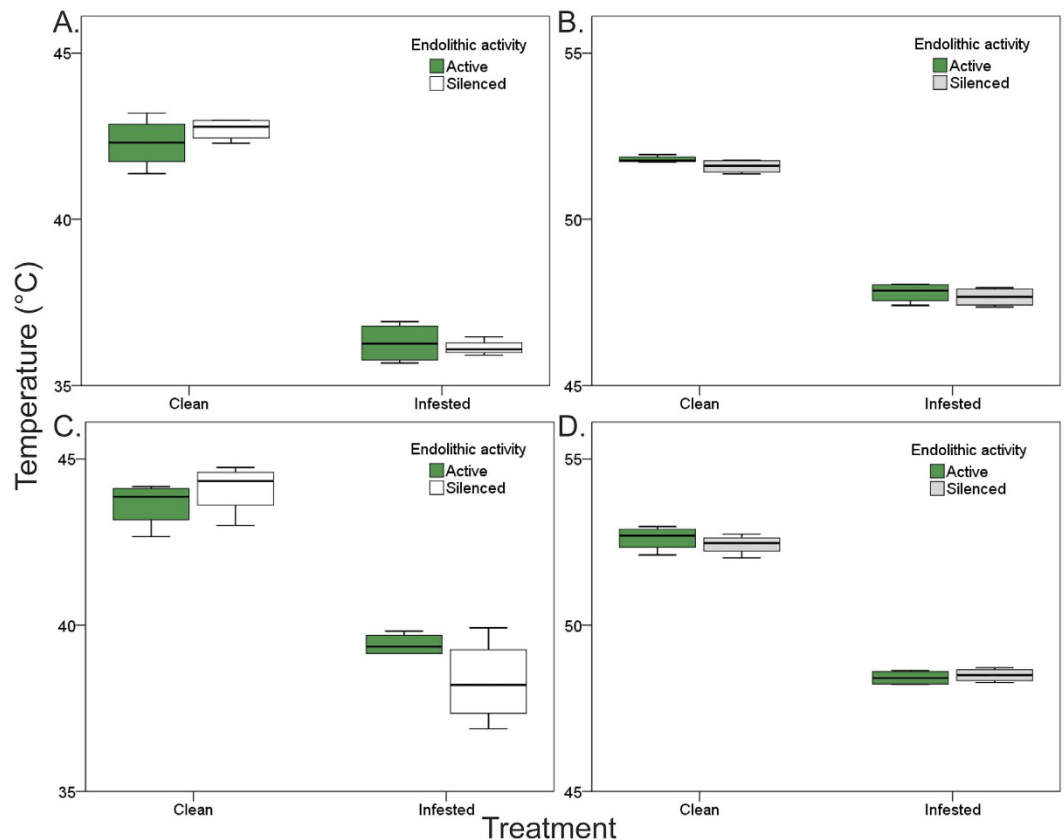 A.
45
40
35
Endolithic activity
Active
Silenced
Clean
Infested
B.
55
50
45
Endolithic activity
Active
Silenced
Clean
Infested
Temperature (°C)
C.
45
40
35
Endolithic activity
Active
Silenced
Clean
Infested
D.
55
50
45
Endolithic activity
Active
Silenced
Clean
Infested
Treatment